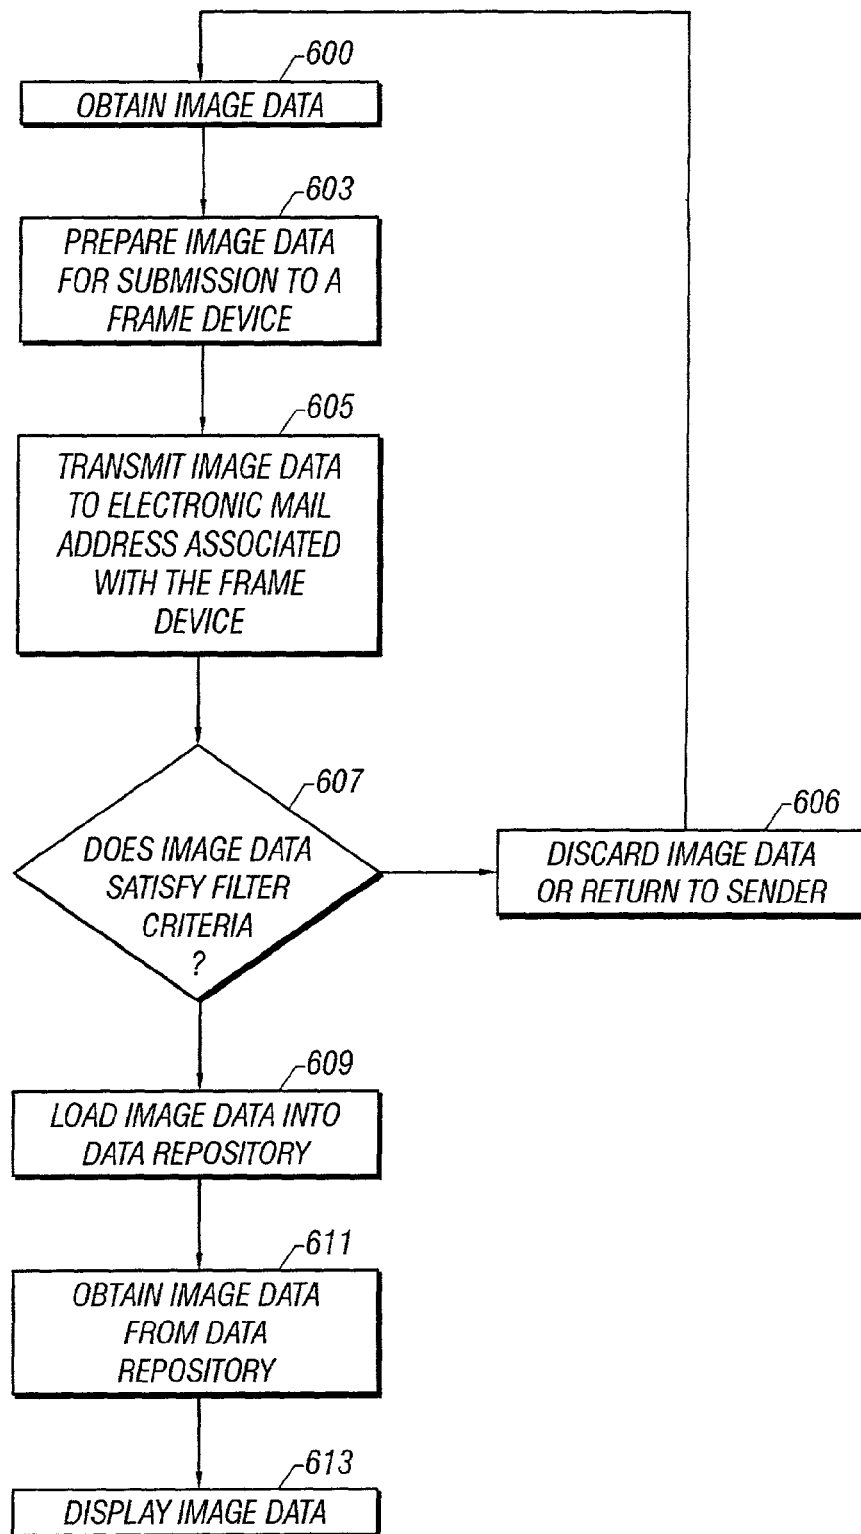 600
OBTAIN IMAGE DATA
603
PREPARE IMAGE DATA
FOR SUBMISSION TO A
FRAME DEVICE
605
TRANSMIT IMAGE DATA
TO ELECTRONIC MAIL
ADDRESS ASSOCIATED
WITH THE FRAME
DEVICE
607
DOES IMAGE DATA
SATISFY FILTER
CRITERIA
?
606
DISCARD IMAGE DATA
OR RETURN TO SENDER
609
LOAD IMAGE DATA INTO
DATA REPOSITORY
611
OBTAIN IMAGE DATA
FROM DATA
REPOSITORY
613
DISPLAY IMAGE DATA